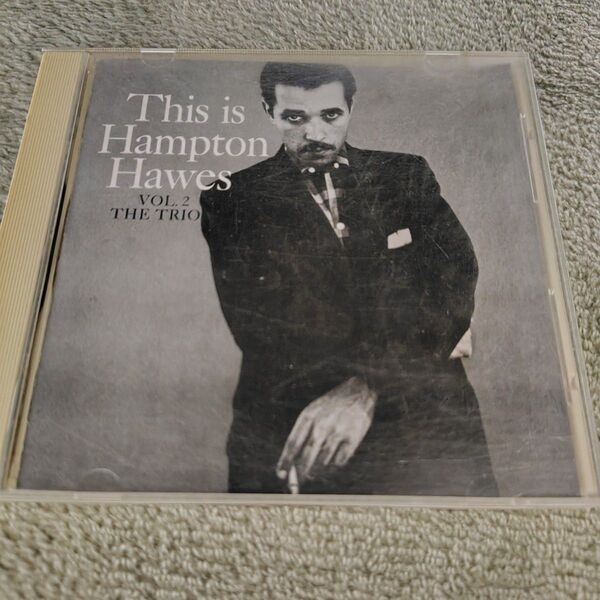 This is
Hampton
Hawes
VOL. 2
THE TRIO